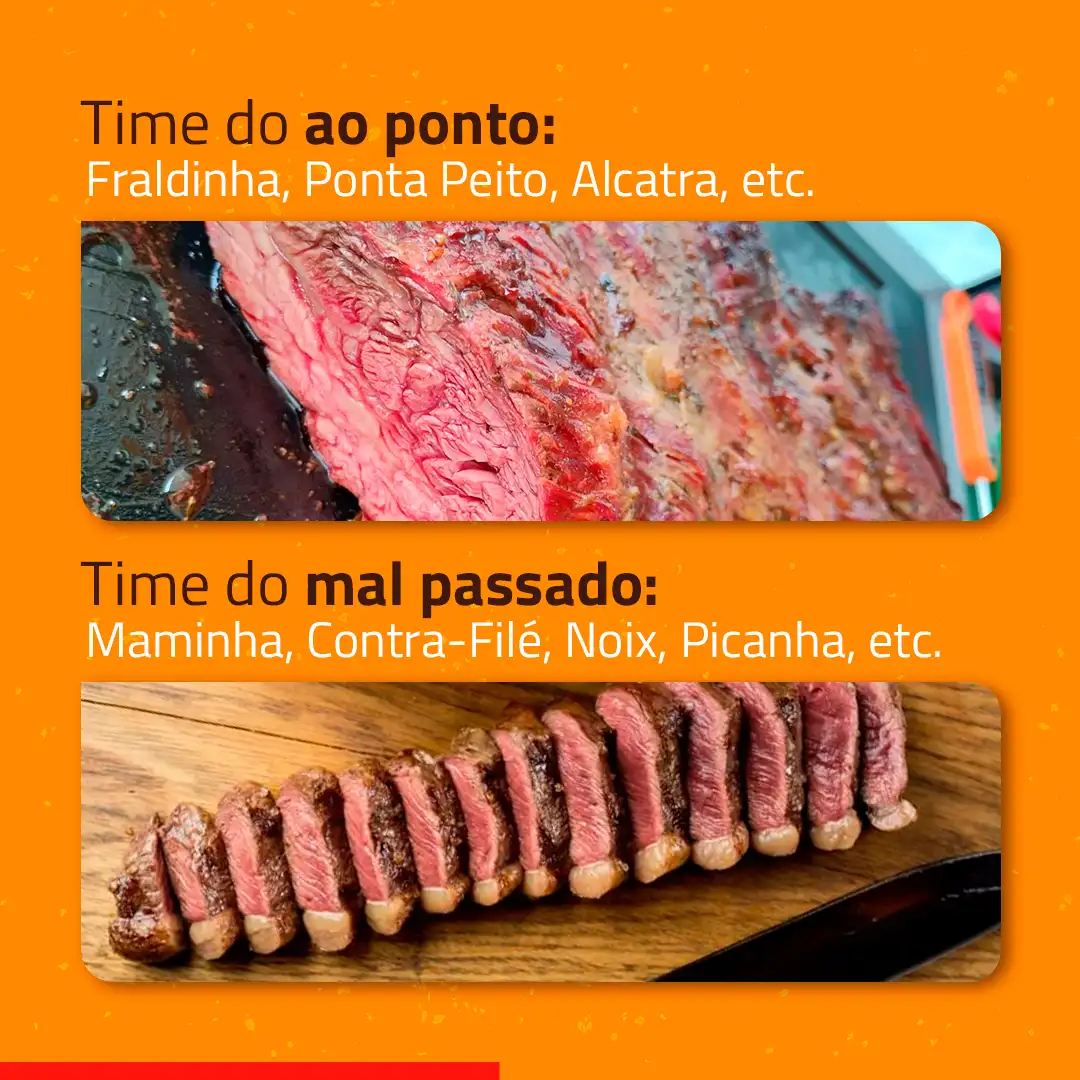 Time do ao ponto:
Fraldinha, Ponta Peito, Alcatra, etc.
Time do mal passado:
Maminha, Contra-Filé, Noix, Picanha, etc.